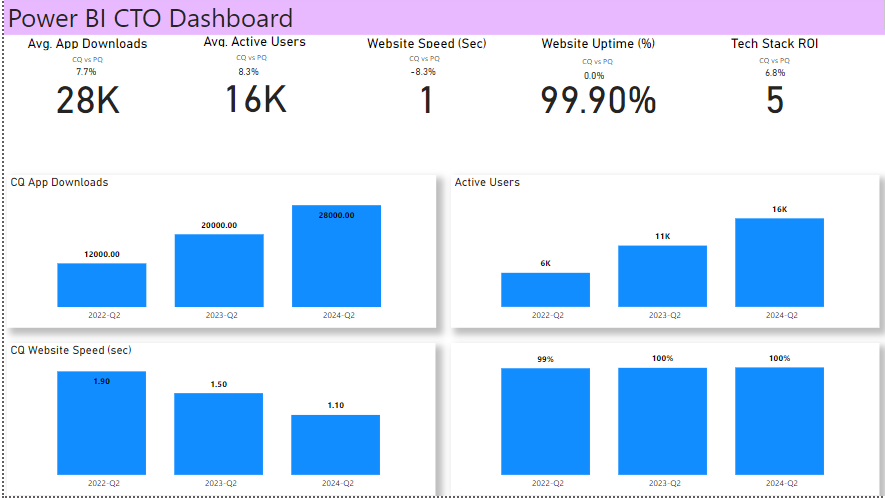 Power BI CTO Dashboard
Avg. App Downloads
CQ vs PQ
7.7%
28K
Avg. Active Users
CQ vs PQ
8.3%
16K
Website Speed (Sec)
CQ vs PQ
-8.3%
1
Website Uptime (%)
CQ vs PQ
0.0%
99.90%
Tech Stack ROI
CQ vs PQ
6.8%
5
CQ App Downloads
12000.00
20000.00
28000.00
2022-Q2
2023-Q2
2024-Q2
Active Users
6K
11K
16K
2022-Q2
2023-Q2
2024-Q2
CQ Website Speed (sec)
1.90
1.50
1.10
2022-Q2
2023-Q2
2024-Q2
99%
100%
100%
2022-Q2
2023-Q2
2024-Q2